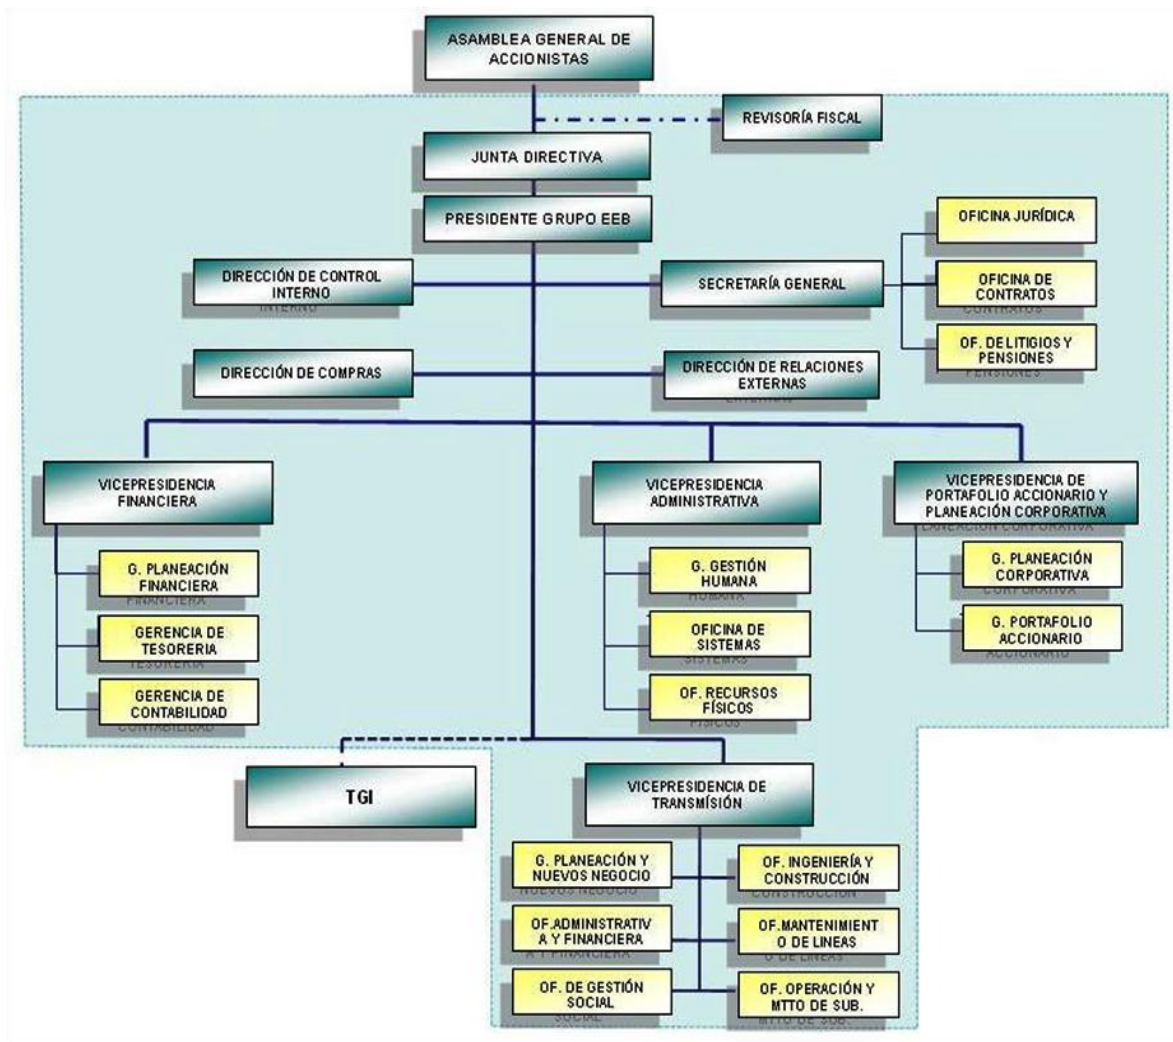 ASAMBLEA GENERAL DE
ACCIONISTAS
REVISORÍA FISCAL
JUNTA DIRECTIVA
PRESIDENTE GRUPO EEB
OFICINA JURÍDICA
DIRECCIÓN DE CONTROL
INTERNO
SECRETARÍA GENERAL
OFICINA DE
CONTRATOS
OF. DE LITIGIOS Y
PENSIONES
DIRECCIÓN DE COMPRAS
DIRECCIÓN DE RELACIONES
EXTERNAS
VICEPRESIDENCIA
FINANCIERA
VICEPRESIDENCIA
ADMINISTRATIVA
VICEPRESIDENCIA DE
PORTAFOLIO ACCIONARIO Y
PLANEACIÓN CORPORATIVA
G. PLANEACIÓN
FINANCIERA
GERENCIA DE
TESORERIA
GERENCIA DE
CONTABILIDAD
G. GESTIÓN
HUMANA
OFICINA DE
SISTEMAS
OF. RECURSOS
FÍSICOS
G. PLANEACIÓN
CORPORATIVA
G. PORTAFOLIO
ACCIONARIO
TGI
VICEPRESIDENCIA DE
TRANSMÍSIÓN
G. PLANEACIÓN Y
NUEVOS NEGOCIO
OF. INGENIERÍA Y
CONSTRUCCIÓN
OF.ADMINISTRATIV
A Y FINANCIERA
OF.MANTENIMIENT
O DE LINEAS
OF. DE GESTIÓN
SOCIAL
OF. OPERACIÓN Y
MTTO DE SUB.